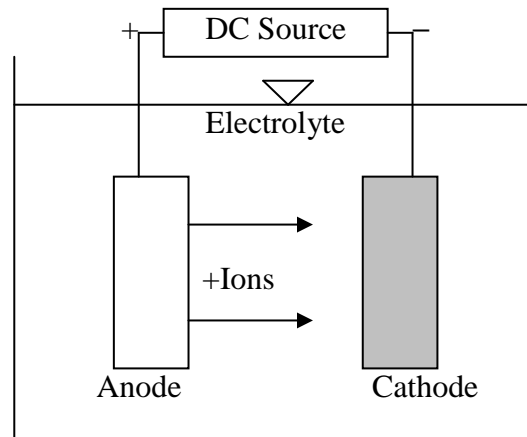 + DC Source −
Electrolyte
+Ions
Anode Cathode